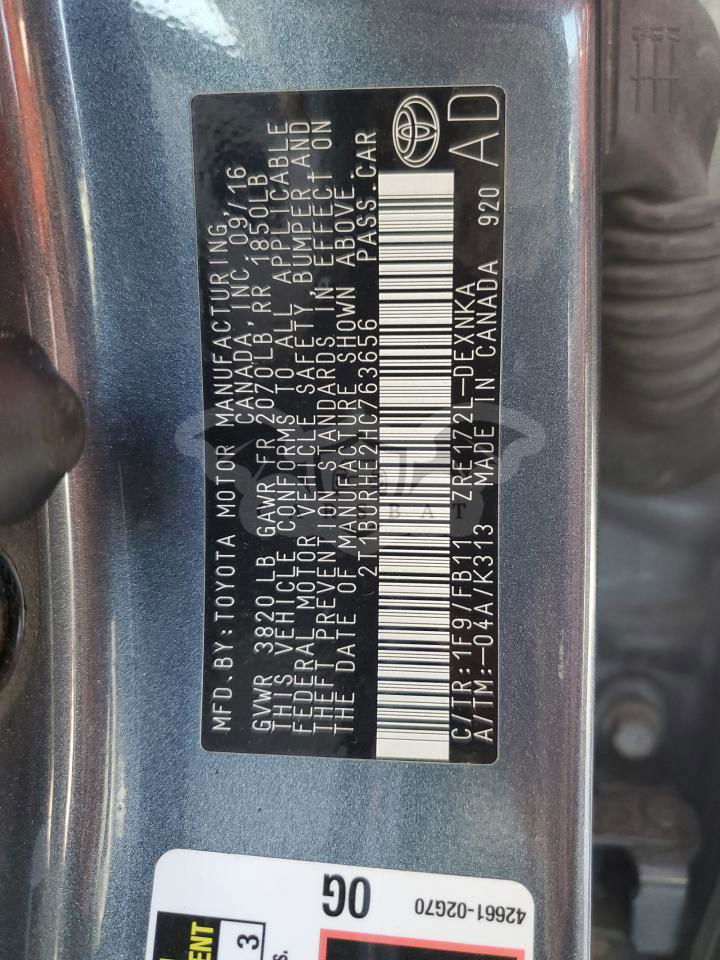 MFD.BY:TOYOTA MOTOR MANUFACTURING,
CANADA, INC. 09/16
GVWR 3820 LB GAWR FR 2070LB RR 1850LB
THIS VEHICLE CONFORMS TO ALL APPLICABLE
FEDERAL MOTOR VEHICLE SAFETY, BUMPER, AND
THEFT PREVENTION STANDARDS IN EFFECT ON
THE DATE OF MANUFACTURE SHOWN ABOVE.
2T1BURHE2HC763656 PASS.CAR
C/TR:1F9/FB11 ZRE172L-DEXNKA
A/TM:-04A/K313 MADE IN CANADA 920
AD
0G
42661-02G70
3